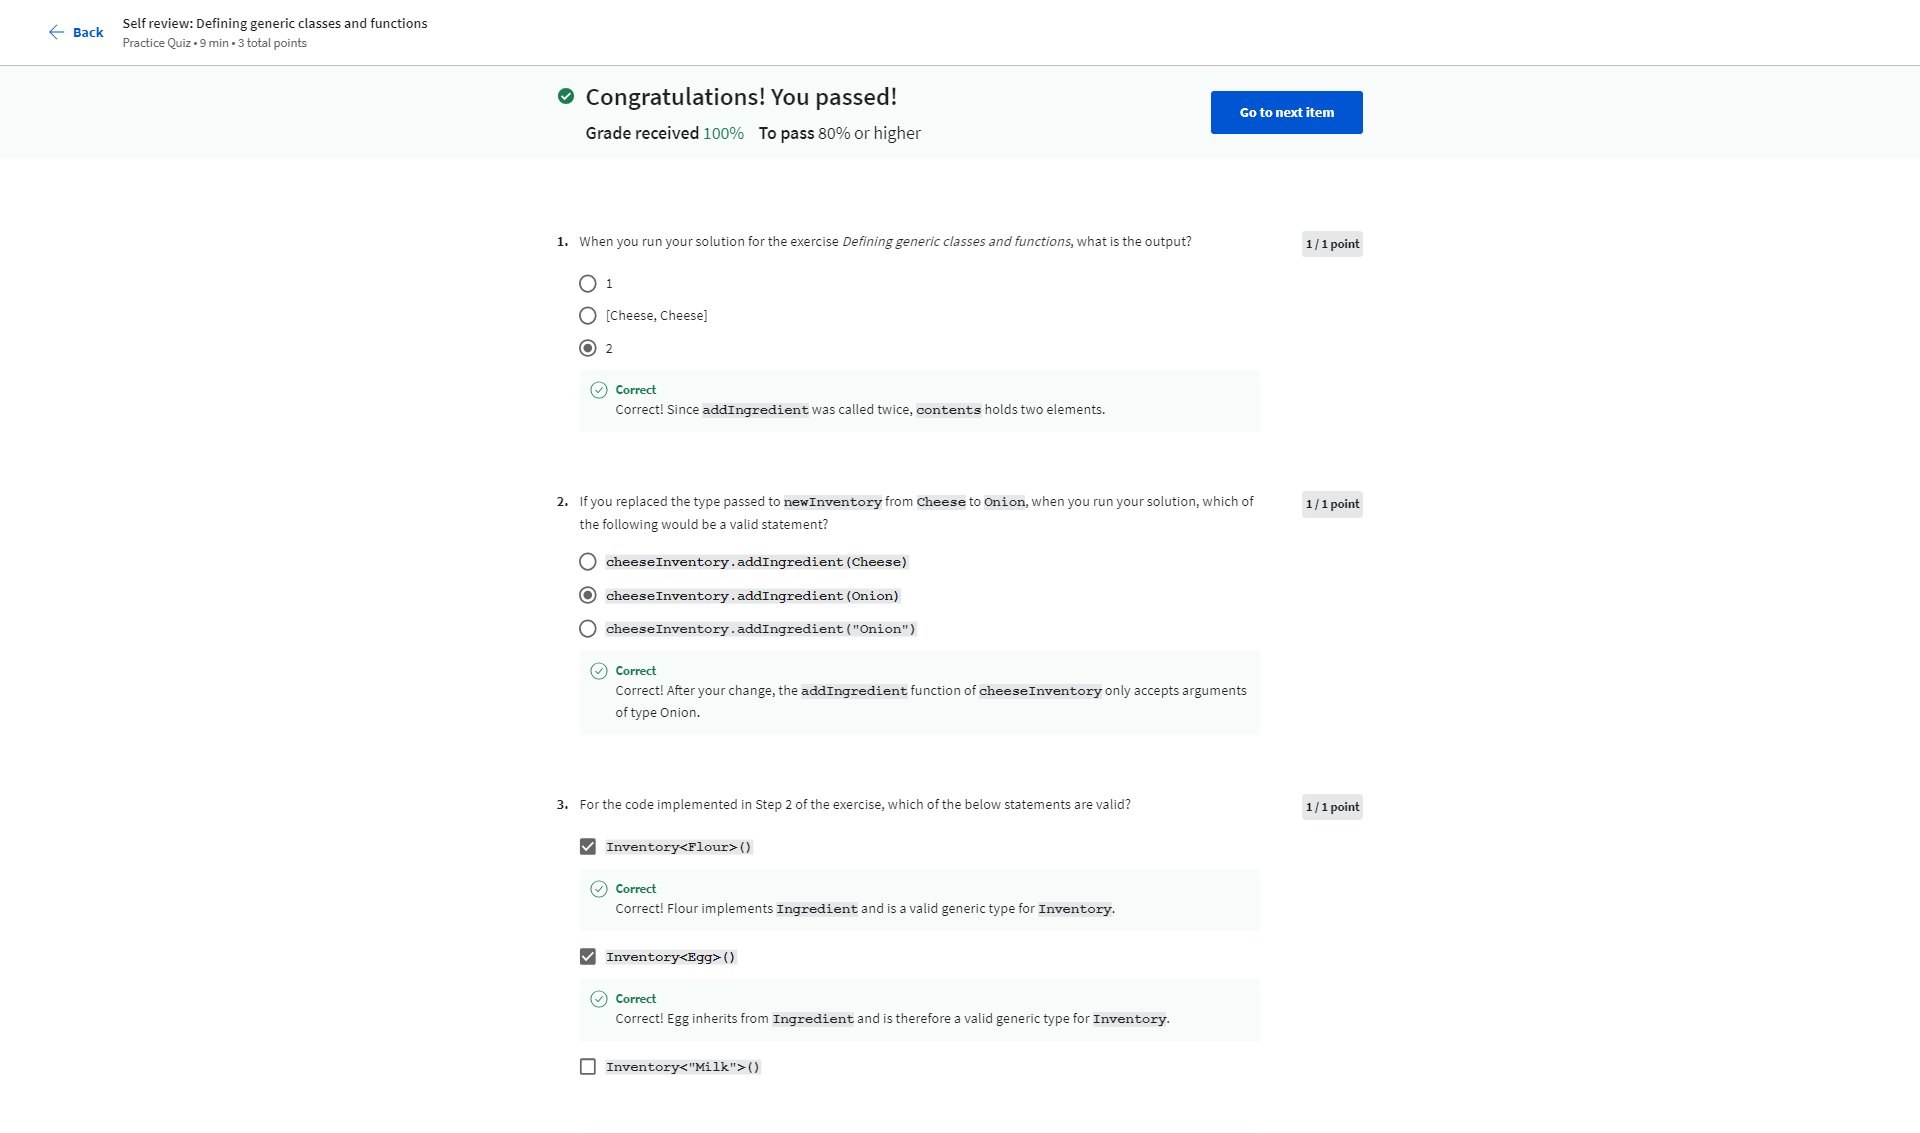 Back
Self review: Defining generic classes and functions
Practice Quiz • 9 min • 3 total points
Congratulations! You passed!
Grade received 100% To pass 80% or higher
Go to next item
1. When you run your solution for the exercise Defining generic classes and functions, what is the output?
1 / 1 point
1
[Cheese, Cheese]
2
Correct
Correct! Since addIngredient was called twice, contents holds two elements.
2. If you replaced the type passed to newInventory from Cheese to Onion, when you run your solution, which of
the following would be a valid statement?
1 / 1 point
cheeseInventory.addIngredient(Cheese)
cheeseInventory.addIngredient(Onion)
cheeseInventory.addIngredient("Onion")
Correct
Correct! After your change, the addIngredient function of cheeseInventory only accepts arguments
of type Onion.
3. For the code implemented in Step 2 of the exercise, which of the below statements are valid?
1 / 1 point
Inventory<Flour>()
Correct
Correct! Flour implements Ingredient and is a valid generic type for Inventory.
Inventory<Egg>()
Correct
Correct! Egg inherits from Ingredient and is therefore a valid generic type for Inventory.
Inventory<"Milk">()